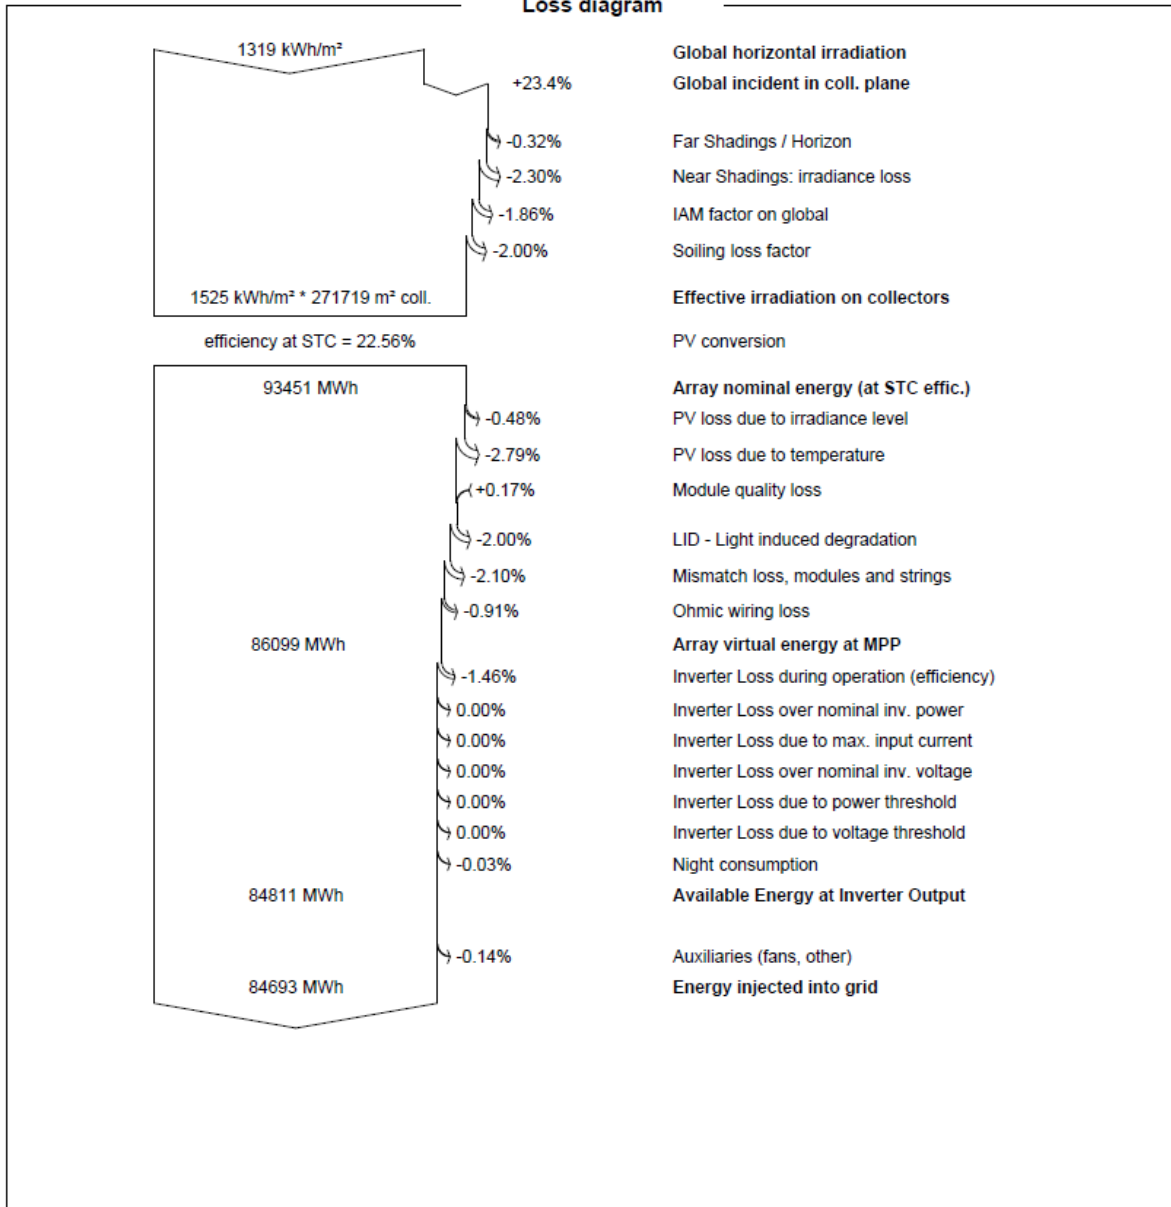 Loss diagram
1319 kWh/m² Global horizontal irradiation
+23.4% Global incident in coll. plane
-0.32% Far Shadings / Horizon
-2.30% Near Shadings: irradiance loss
-1.86% IAM factor on global
-2.00% Soiling loss factor
1525 kWh/m² * 271719 m² coll. Effective irradiation on collectors
efficiency at STC = 22.56% PV conversion
93451 MWh Array nominal energy (at STC effic.)
-0.48% PV loss due to irradiance level
-2.79% PV loss due to temperature
+0.17% Module quality loss
-2.00% LID - Light induced degradation
-2.10% Mismatch loss, modules and strings
-0.91% Ohmic wiring loss
86099 MWh Array virtual energy at MPP
-1.46% Inverter Loss during operation (efficiency)
0.00% Inverter Loss over nominal inv. power
0.00% Inverter Loss due to max. input current
0.00% Inverter Loss over nominal inv. voltage
0.00% Inverter Loss due to power threshold
0.00% Inverter Loss due to voltage threshold
-0.03% Night consumption
84811 MWh Available Energy at Inverter Output
-0.14% Auxiliaries (fans, other)
84693 MWh Energy injected into grid